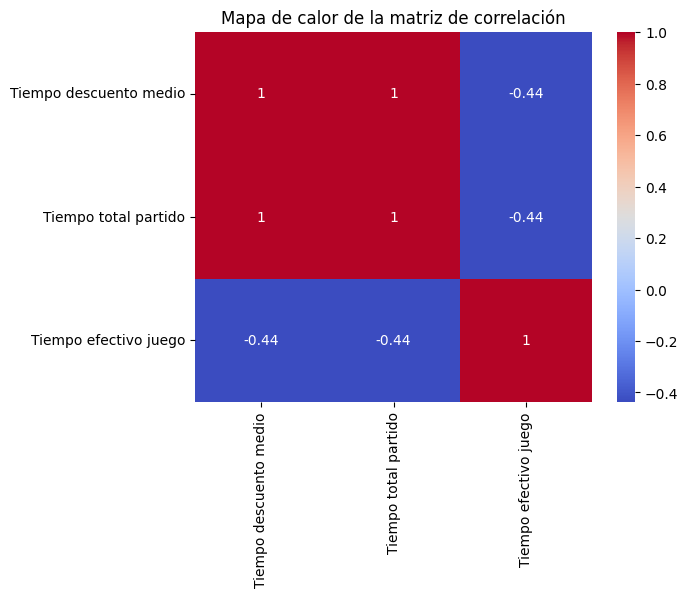 Mapa de calor de la matriz de correlación
Tiempo descuento medio
1
1
-0.44
Tiempo total partido
1
1
-0.44
Tiempo efectivo juego
-0.44
-0.44
1
Tiempo descuento medio
Tiempo total partido
Tiempo efectivo juego
1.0
0.8
0.6
0.4
0.2
0.0
−0.2
−0.4